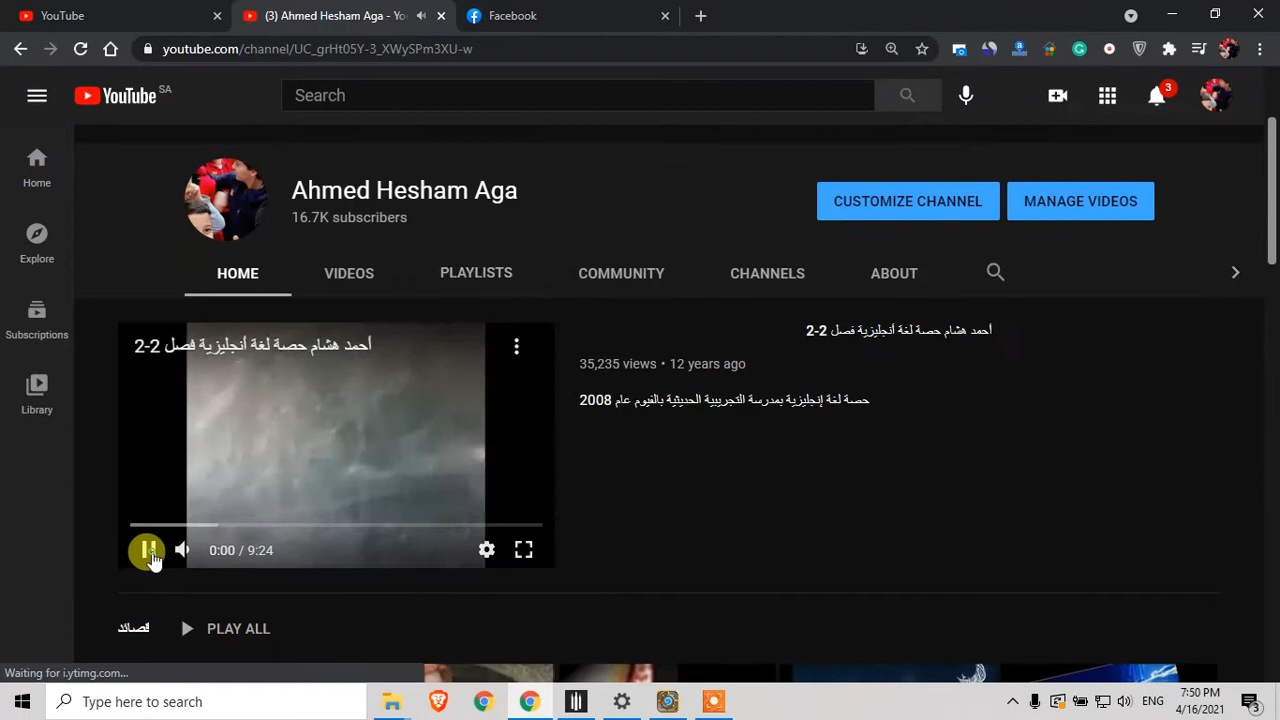 YouTube
(3) Ahmed Hesham Aga - Yo
Facebook
youtube.com/channel/UC_grHt05Y-3_XWySPm3XU-w
YouTube SA
Search
3
Home
Explore
Subscriptions
Library
Ahmed Hesham Aga
16.7K subscribers
CUSTOMIZE CHANNEL
MANAGE VIDEOS
HOME
VIDEOS
PLAYLISTS
COMMUNITY
CHANNELS
ABOUT
أحمد هشام حصة لغة أنجليزية فصل 2-2
أحمد هشام حصة لغة أنجليزية فصل 2-2
35,235 views • 12 years ago
حصة لغة إنجليزية بمدرسة التجريبية الحديثية بالفيوم عام 2008
0:00 / 9:24
قصائد
PLAY ALL
Waiting for i.ytimg.com...
Type here to search
ENG
7:50 PM
4/16/2021
3